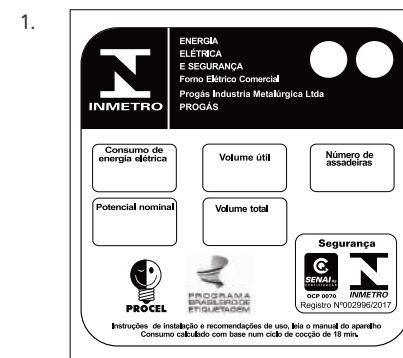 1.
ENERGIA
ELÉTRICA
E SEGURANÇA
Forno Elétrico Comercial
Progás Industria Metalúrgica Ltda
PROGÁS
INMETRO
Consumo de
energia elétrica
Volume útil
Número de
assadeiras
Potencial nominal
Volume total
PROCEL
PROGRAMA
BRASILEIRO DE
ETIQUETAGEM
Segurança
SENAI
CERTIFICAÇÃO
OCP 0070
INMETRO
Registro Nº002996/2017
Instruções de instalação e recomendações de uso, leia o manual do aparelho
Consumo calculado com base num ciclo de cocção de 18 min.